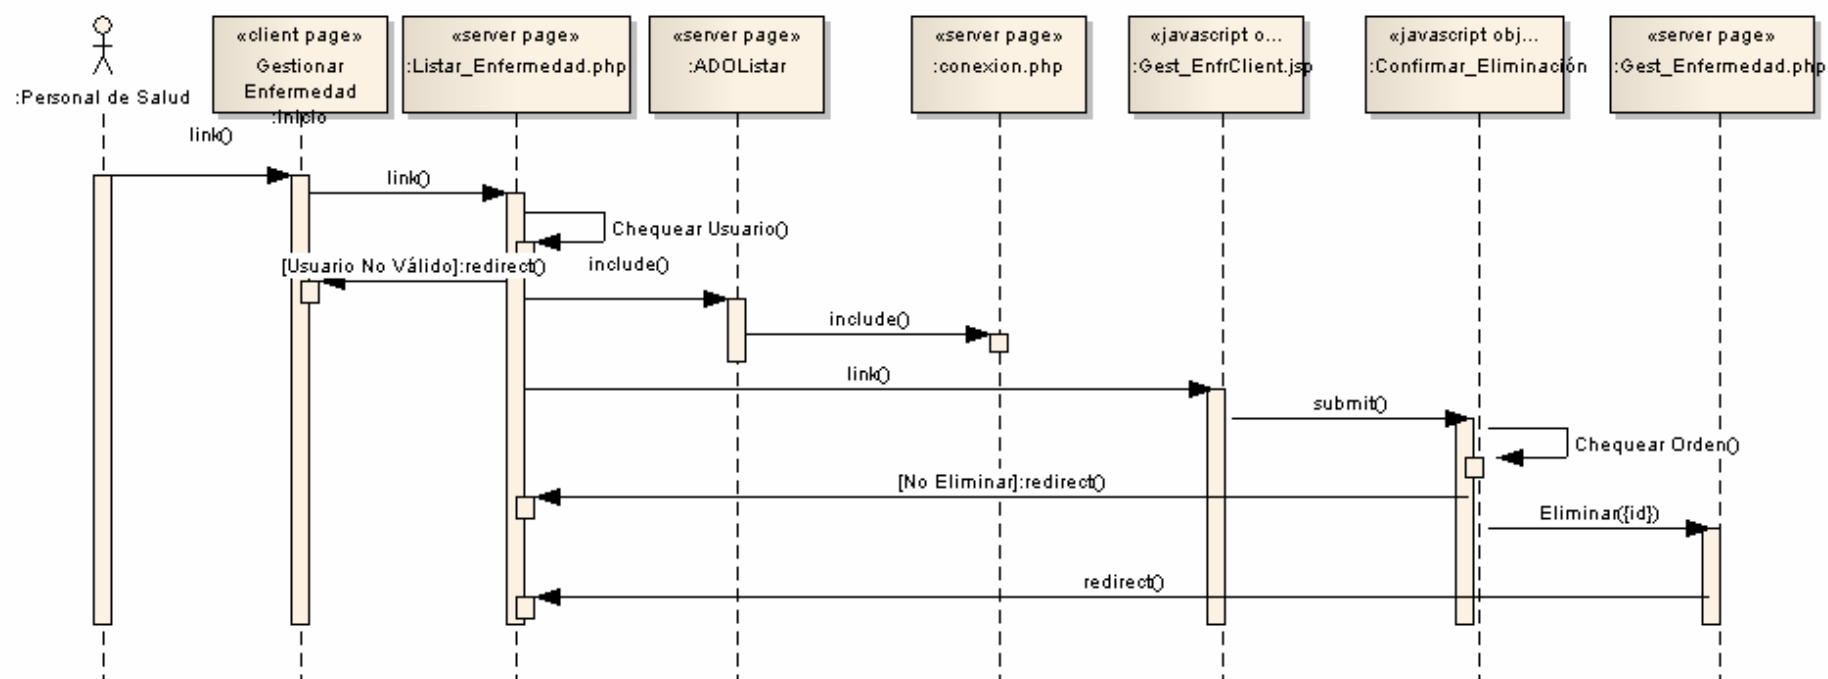 «client page»
Gestionar
Enfermedad
:Inicio
«server page»
:Listar_Enfermedad.php
«server page»
:ADOListar
«server page»
:conexion.php
«javascript o...
:Gest_EnfrClient.jsp
«javascript obj...
:Confirmar_Eliminación
«server page»
:Gest_Enfermedad.php
:Personal de Salud
link()
link()
Chequear Usuario()
[Usuario No Válido]:redirect()
include()
include()
link()
submit()
Chequear Orden()
[No Eliminar]:redirect()
Eliminar({id})
redirect()